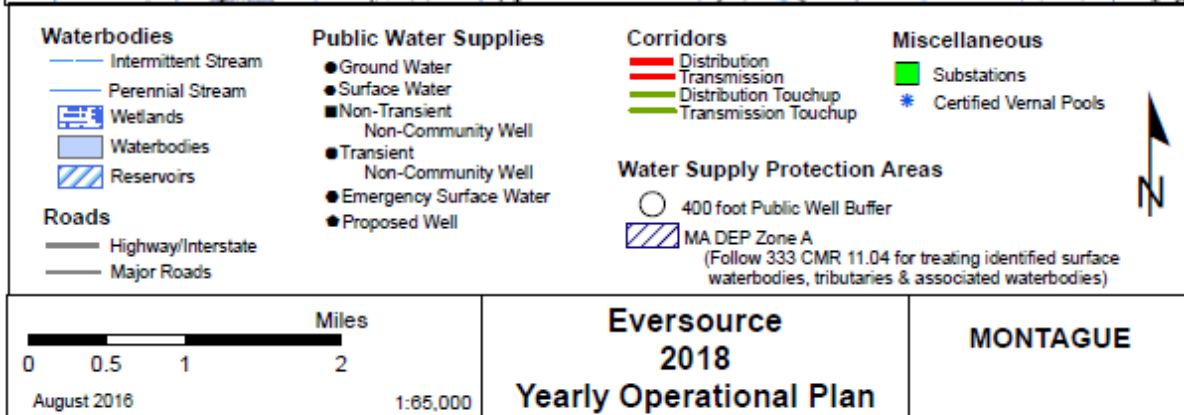 Waterbodies
Intermittent Stream
Perennial Stream
Wetlands
Waterbodies
Reservoirs
Roads
Highway/Interstate
Major Roads
Public Water Supplies
Ground Water
Surface Water
Non-Transient
Non-Community Well
Transient
Non-Community Well
Emergency Surface Water
Proposed Well
Corridors
Distribution
Transmission
Distribution Touchup
Transmission Touchup
Miscellaneous
Substations
Certified Vernal Pools
Water Supply Protection Areas
400 foot Public Well Buffer
MA DEP Zone A
(Follow 333 CMR 11.04 for treating identified surface
waterbodies, tributaries & associated waterbodies)
N
Miles
0 0.5 1 2
August 2016 1:65,000
Eversource
2018
Yearly Operational Plan
MONTAGUE